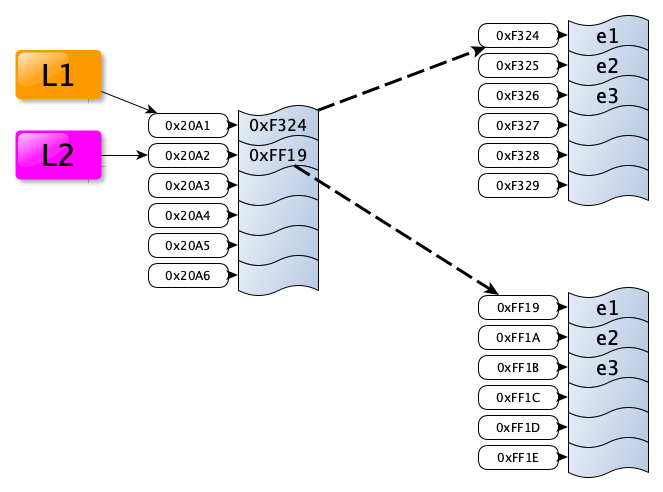 L1
L2
0x20A1 0xF324
0x20A2 0xFF19
0x20A3
0x20A4
0x20A5
0x20A6
0xF324 e1
0xF325 e2
0xF326 e3
0xF327
0xF328
0xF329
0xFF19 e1
0xFF1A e2
0xFF1B e3
0xFF1C
0xFF1D
0xFF1E